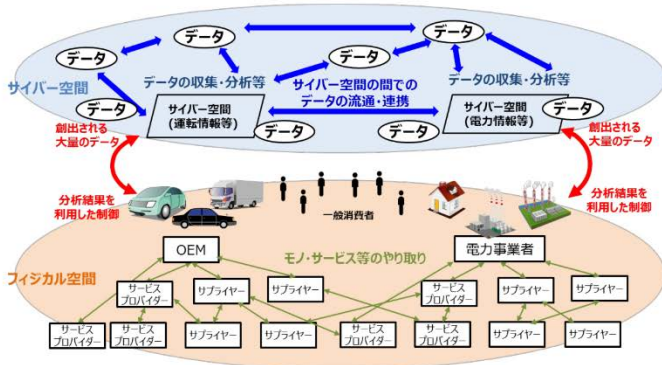 データ
データ
データ
データ
データの収集・分析等
サイバー空間の間での
データの流通・連携
データの収集・分析等
サイバー空間
データ
サイバー空間
(運転情報等)
データ
データ
サイバー空間
(電力情報等)
データ
創出される
大量のデータ
創出される
大量のデータ
分析結果を
利用した制御
一般消費者
分析結果を
利用した制御
OEM
モノ・サービス等のやり取り
電力事業者
フィジカル空間
サービス
プロバイダー
サプライヤー
サプライヤー
サービス
プロバイダー
サプライヤー
サプライヤー
サービス
プロバイダー
サービス
プロバイダー
サプライヤー
サプライヤー
サービス
プロバイダー
サービス
プロバイダー
サプライヤー
サプライヤー